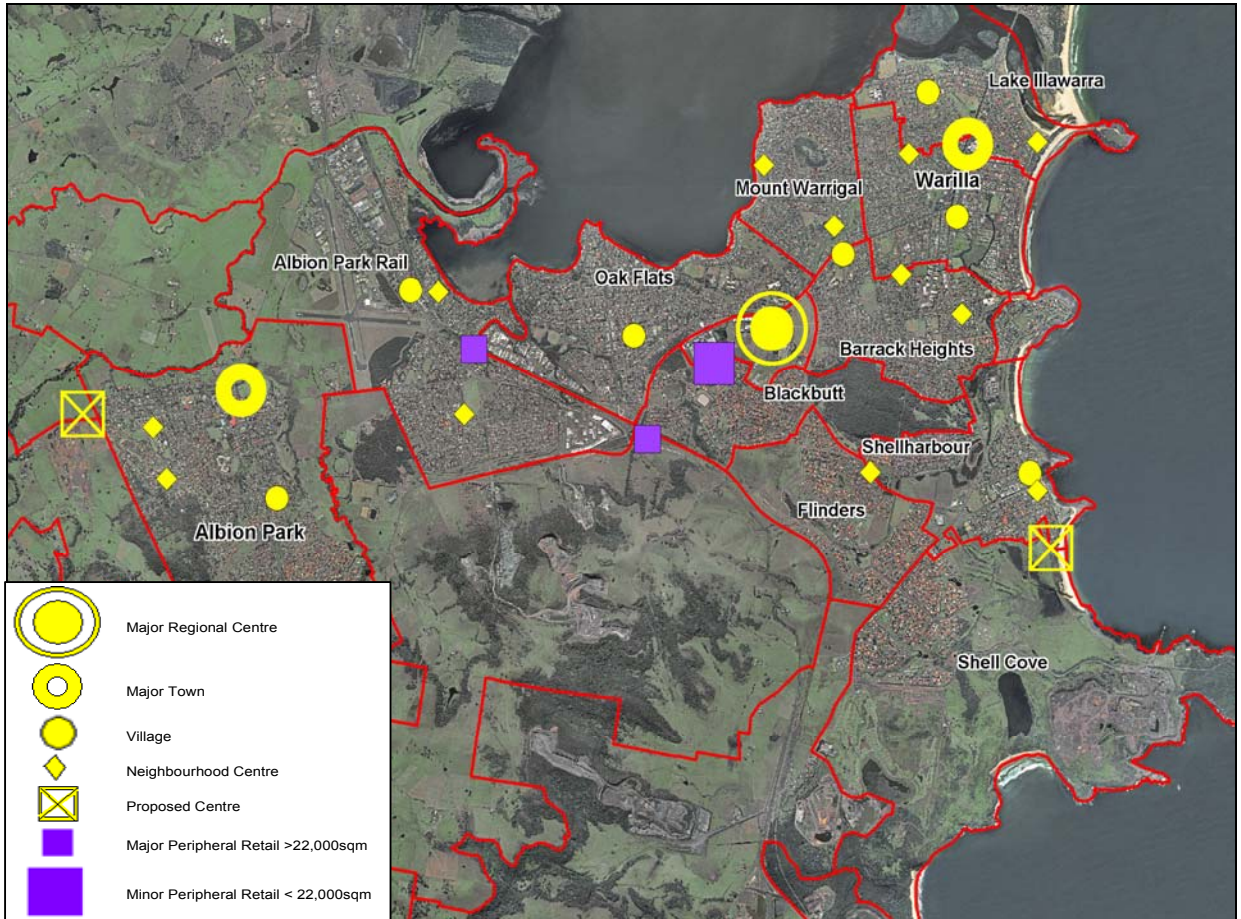 Lake Illawarra
Warilla
Mount Warrigal
Albion Park Rail
Oak Flats
Barrack Heights
Blackbutt
Shellharbour
Flinders
Albion Park
Shell Cove
Major Regional Centre
Major Town
Village
Neighbourhood Centre
Proposed Centre
Major Peripheral Retail >22,000sqm
Minor Peripheral Retail < 22,000sqm